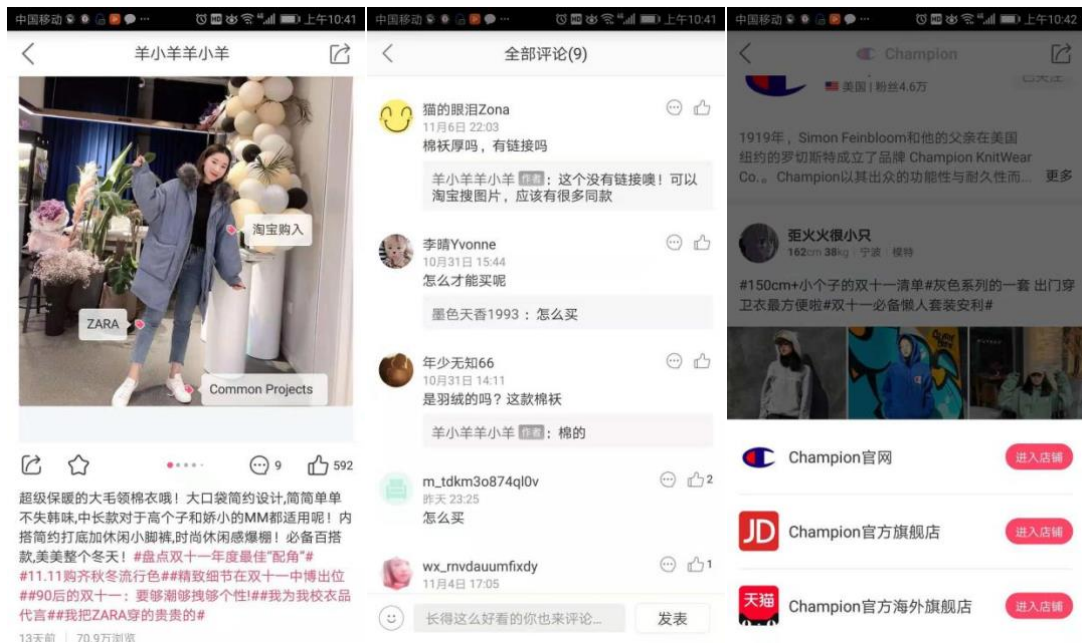 中国移动
HD
上午10:41
羊小羊羊小羊
淘宝购入
ZARA
Common Projects
9
592
超级保暖的大毛领棉衣哦！大口袋简约设计,简简单单
不失韩味,中长款对于高个子和娇小的MM都适用呢！内
搭简约打底加休闲小脚裤,时尚休闲感爆棚！必备百搭
款,美美整个冬天！#盘点双十一年度最佳“配角”#
#11.11购齐秋冬流行色##精致细节在双十一中博出位
##90后的双十一：要够潮够拽够个性!##我为我校衣品
代言##我把ZARA穿的贵贵的#
13天前 | 70.9万浏览
中国移动
HD
上午10:41
全部评论(9)
猫的眼泪Zona
11月6日 22:03
棉袄厚吗，有链接吗
羊小羊羊小羊 作者：这个没有链接噢！可以
淘宝搜图片，应该有很多同款
李晴Yvonne
10月31日 15:44
怎么才能买呢
墨色天香1993：怎么买
年少无知66
10月31日 14:11
是羽绒的吗？这款棉袄
羊小羊羊小羊 作者：棉的
m_tdkm3o874ql0v
2
昨天 23:25
怎么买
wx_rnvdauumfixdy
1
11月4日 17:05
长得这么好看的你也来评论...
发表
中国移动
HD
上午10:42
Champion
美国 | 粉丝4.6万
已关注
1919年，Simon Feinbloom和他的父亲在美国
纽约的罗切斯特成立了品牌 Champion KnitWear
Co.。Champion以其出众的功能性与耐久性而... 更多
亞火火很小只
162cm 38kg | 宁波 | 模特
#150cm+小个子的双十一清单#灰色系列的一套 出门穿
卫衣最方便啦#双十一必备懒人套装安利#
Champion官网
进入店铺
JD
Champion官方旗舰店
进入店铺
天猫
Champion官方海外旗舰店
进入店铺